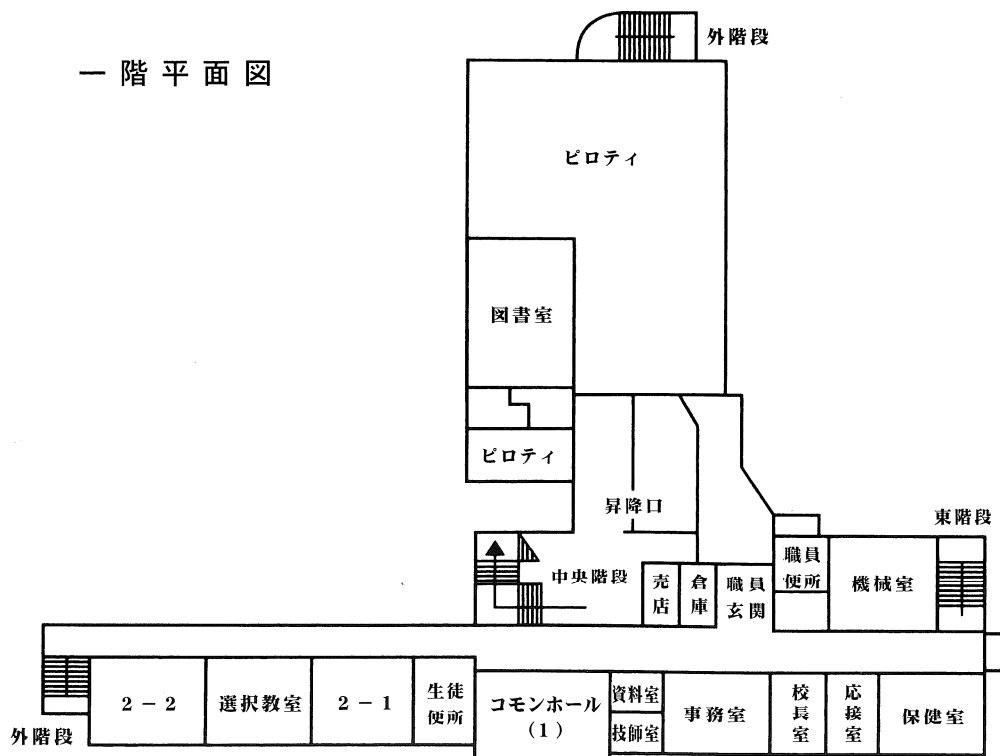 一階平面図
外階段
ピロティ
図書室
ピロティ
昇降口
東階段
中央階段
売店
倉庫
職員
玄関
職員
便所
機械室
2－2
選択教室
2－1
生徒
便所
コモンホール
(1)
資料室
技師室
事務室
校長室
応接室
保健室
外階段